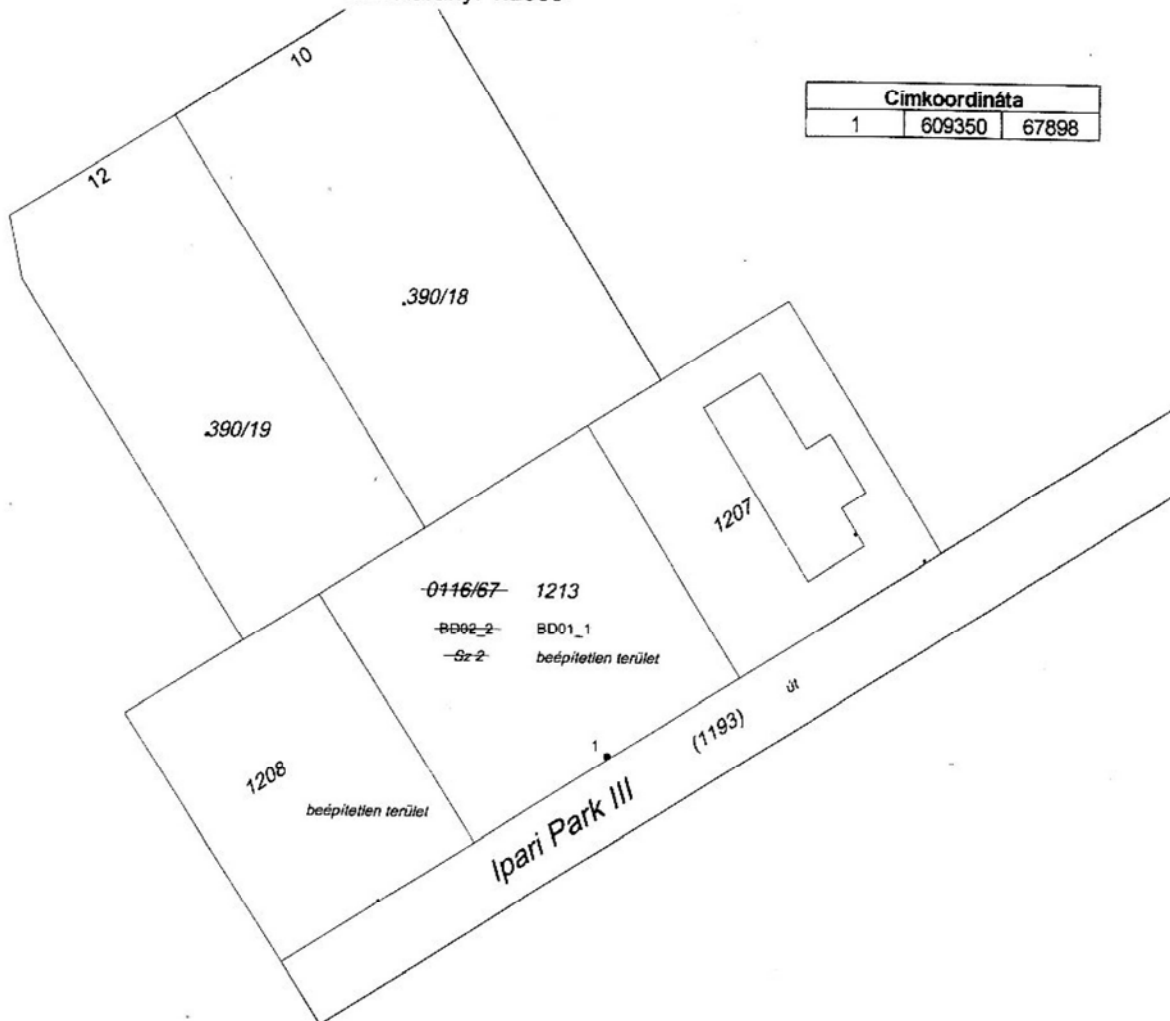 10
Címkoordináta
1 609350 67898
12
.390/18
.390/19
1207
0116/67 1213
BD02_2 BD01_1
Sz 2 beépítetlen terület
1
út
(1193)
1208
beépítetlen terület
Ipari Park III